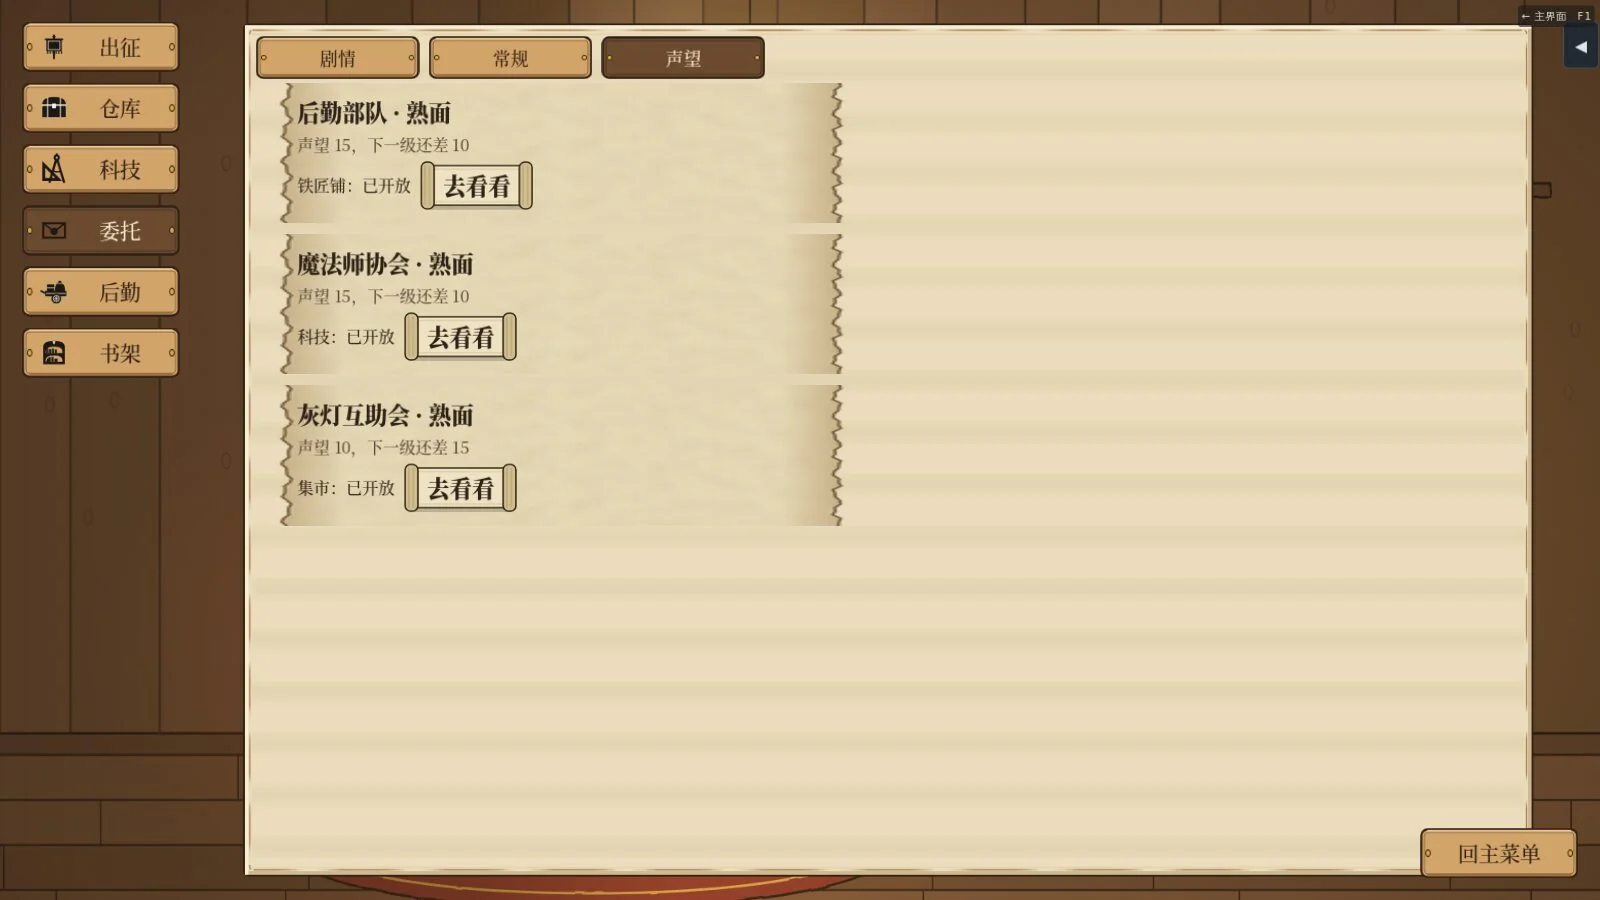 ← 主界面 F1
出征
仓库
科技
委托
后勤
书架
剧情
常规
声望
后勤部队 · 熟面
声望 15，下一级还差 10
铁匠铺：已开放
去看看
魔法师协会 · 熟面
声望 15，下一级还差 10
科技：已开放
去看看
灰灯互助会 · 熟面
声望 10，下一级还差 15
集市：已开放
去看看
回主菜单